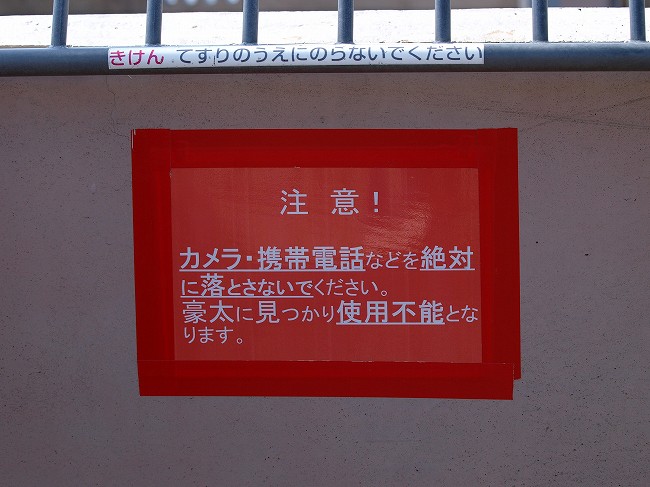 きけん てすりのうえにのらないでください
注 意！
カメラ・携帯電話などを絶対
に落とさないでください。
豪太に見つかり使用不能とな
ります。